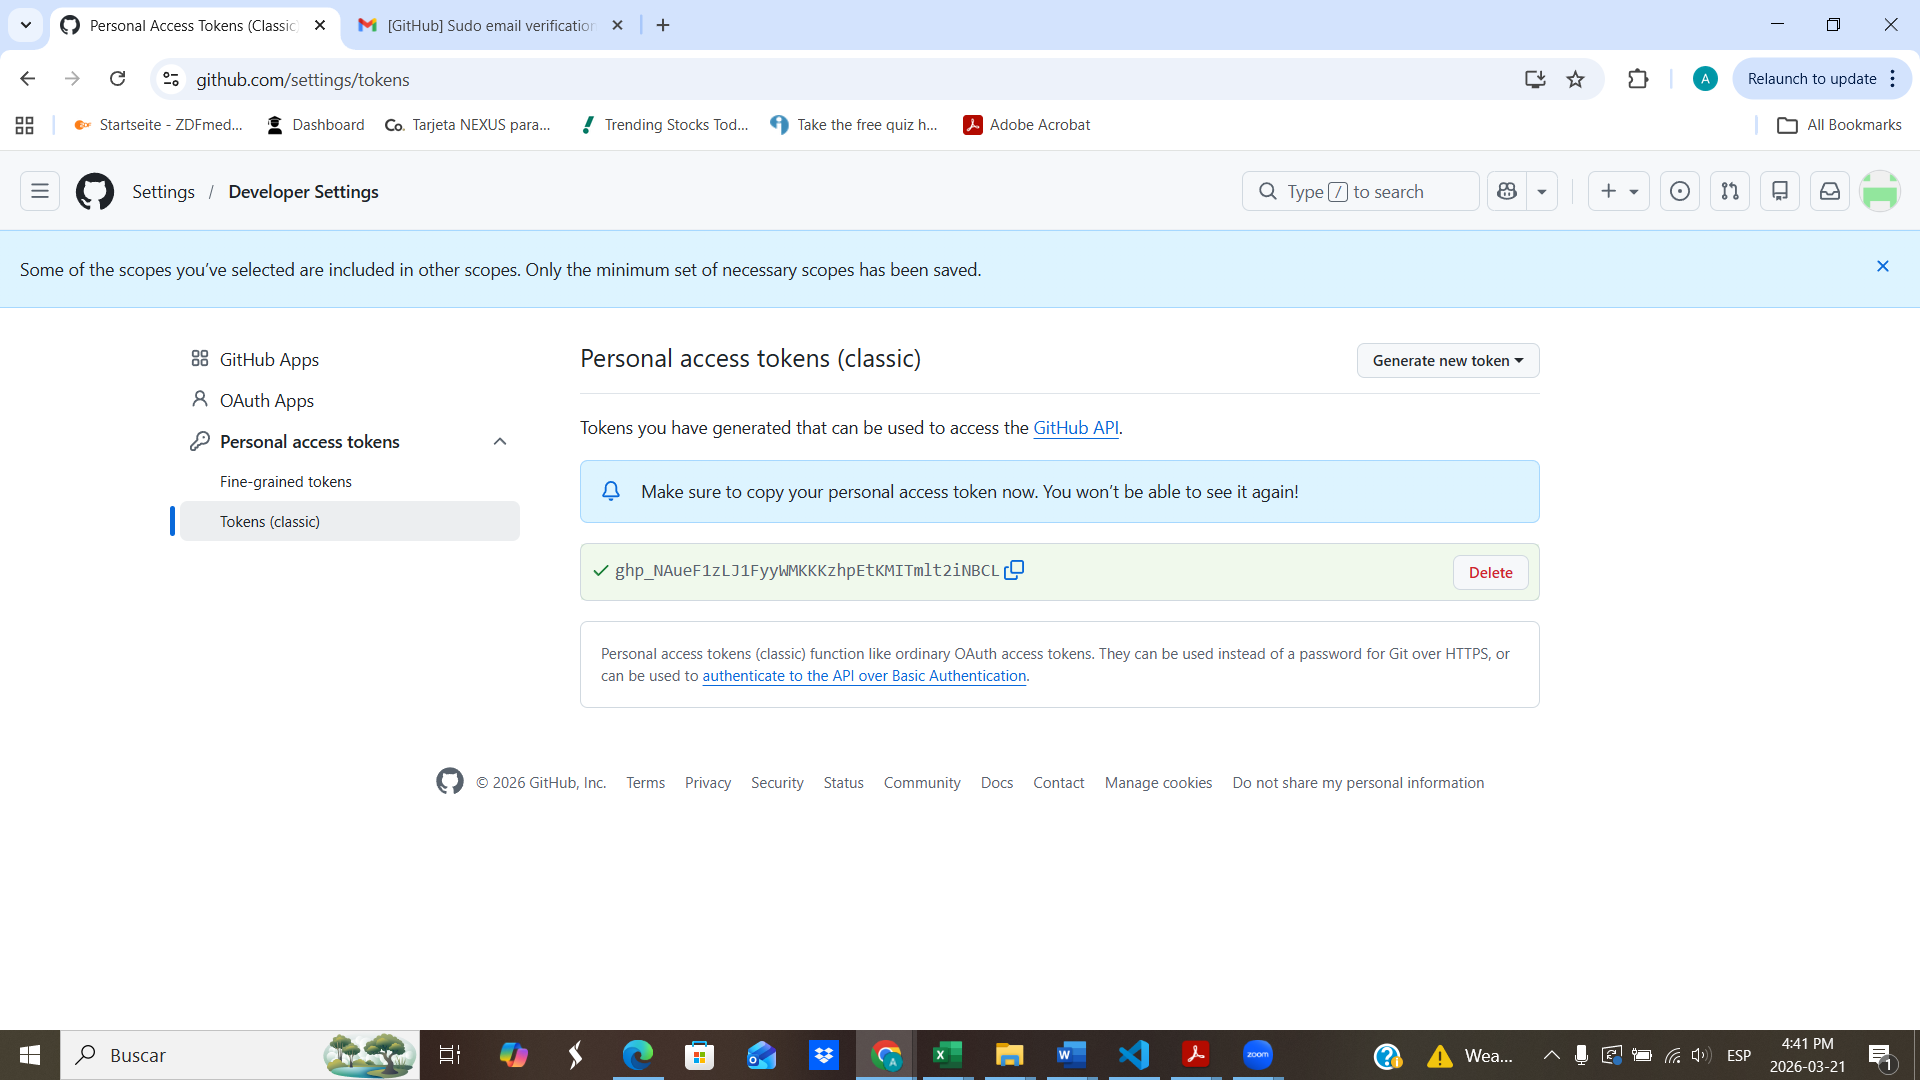 Personal Access Tokens (Classic
[GitHub] Sudo email verification
github.com/settings/tokens
A
Relaunch to update
Startseite - ZDFmed...
Dashboard
Co.
Tarjeta NEXUS para...
Trending Stocks Tod...
Take the free quiz h...
Adobe Acrobat
All Bookmarks
Settings / Developer Settings
Type / to search
Some of the scopes you’ve selected are included in other scopes. Only the minimum set of necessary scopes has been saved.
GitHub Apps
OAuth Apps
Personal access tokens
Fine-grained tokens
Tokens (classic)
Personal access tokens (classic)
Generate new token
Tokens you have generated that can be used to access the GitHub API.
Make sure to copy your personal access token now. You won’t be able to see it again!
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
Delete
Personal access tokens (classic) function like ordinary OAuth access tokens. They can be used instead of a password for Git over HTTPS, or
can be used to authenticate to the API over Basic Authentication.
© 2026 GitHub, Inc. Terms Privacy Security Status Community Docs Contact Manage cookies Do not share my personal information
Buscar
zoom
Wea...
ESP
4:41 PM
2026-03-21
1